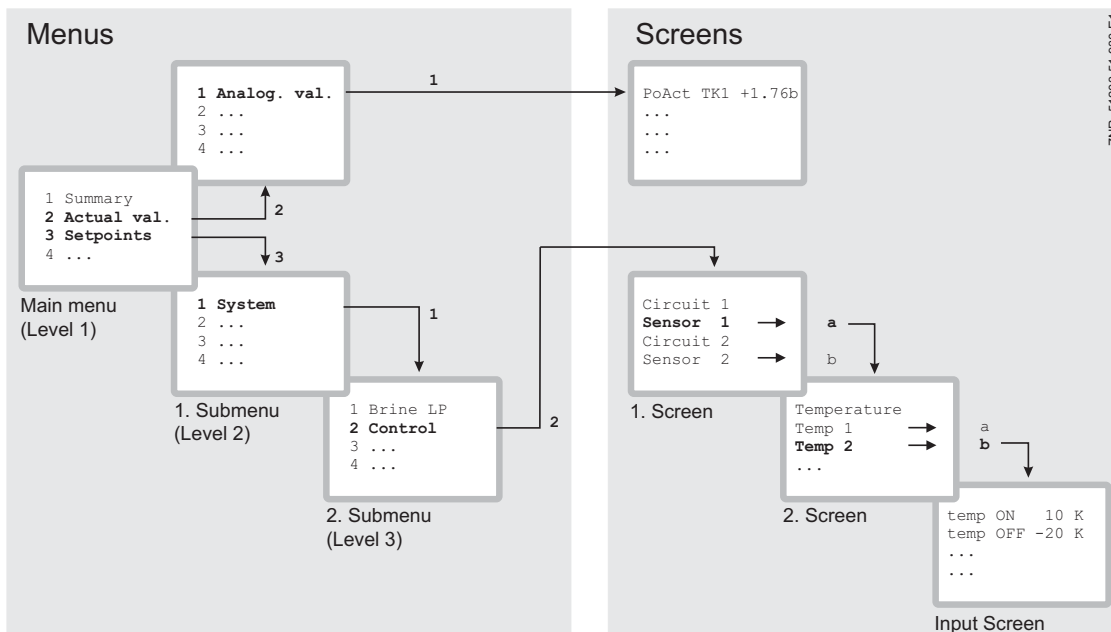 Menus
1 Analog. val.
2 ...
3 ...
4 ...
1
1 Summary
2 Actual val.
3 Setpoints
4 ...
2
3
Main menu
(Level 1)
1 System
2 ...
3 ...
4 ...
1
1. Submenu
(Level 2)
1 Brine LP
2 Control
3 ...
4 ...
2
2. Submenu
(Level 3)
Screens
PoAct TK1 +1.76b
...
...
...
Circuit 1
Sensor 1 a
Circuit 2
Sensor 2 b
1. Screen
Temperature
Temp 1 a
Temp 2 b
...
2. Screen
temp ON 10 K
temp OFF -20 K
...
...
Input Screen